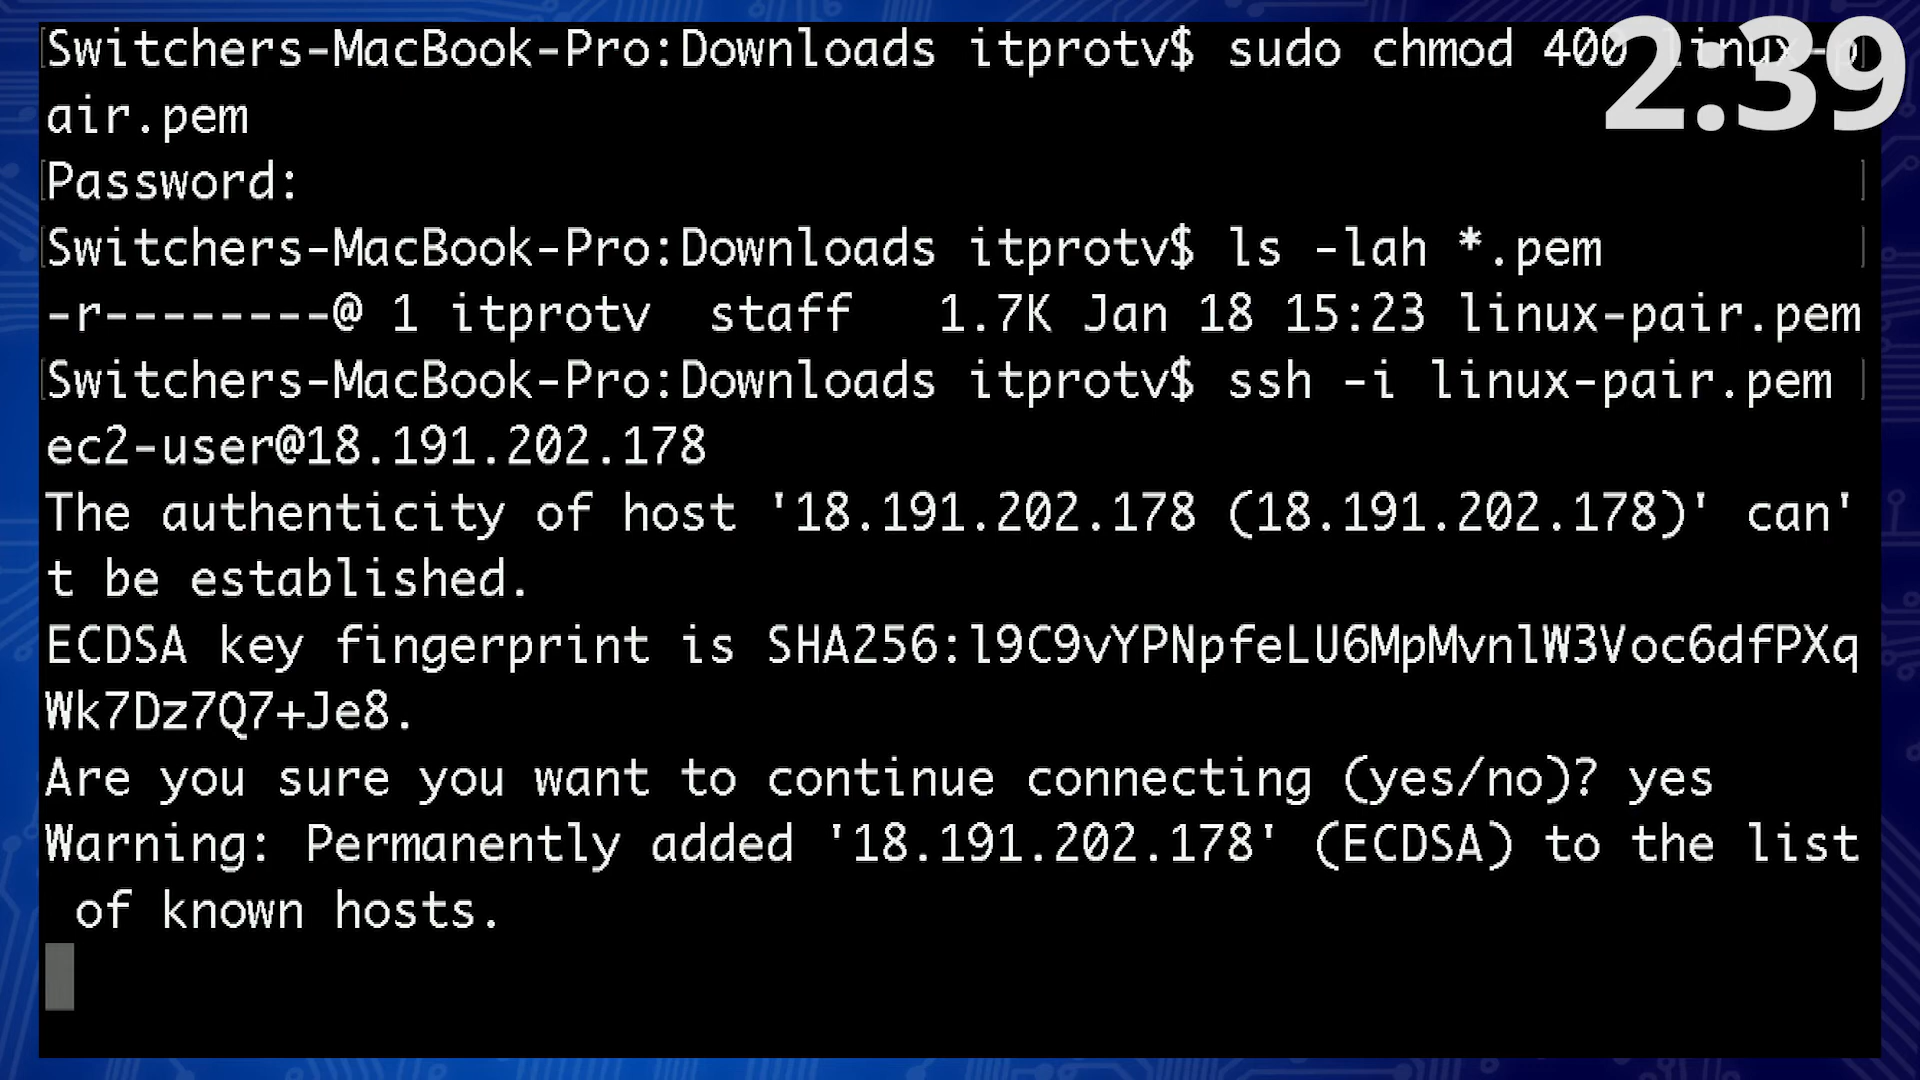 Switchers-MacBook-Pro:Downloads itprotv$ sudo chmod 400 linux-p
2:39
air.pem
Password:
Switchers-MacBook-Pro:Downloads itprotv$ ls -lah *.pem
-r--------@ 1 itprotv  staff   1.7K Jan 18 15:23 linux-pair.pem
Switchers-MacBook-Pro:Downloads itprotv$ ssh -i linux-pair.pem
ec2-user@18.191.202.178
The authenticity of host '18.191.202.178 (18.191.202.178)' can'
t be established.
ECDSA key fingerprint is SHA256:l9C9vYPNpfeLU6MpMvnlW3Voc6dfPXq
Wk7Dz7Q7+Je8.
Are you sure you want to continue connecting (yes/no)? yes
Warning: Permanently added '18.191.202.178' (ECDSA) to the list
 of known hosts.